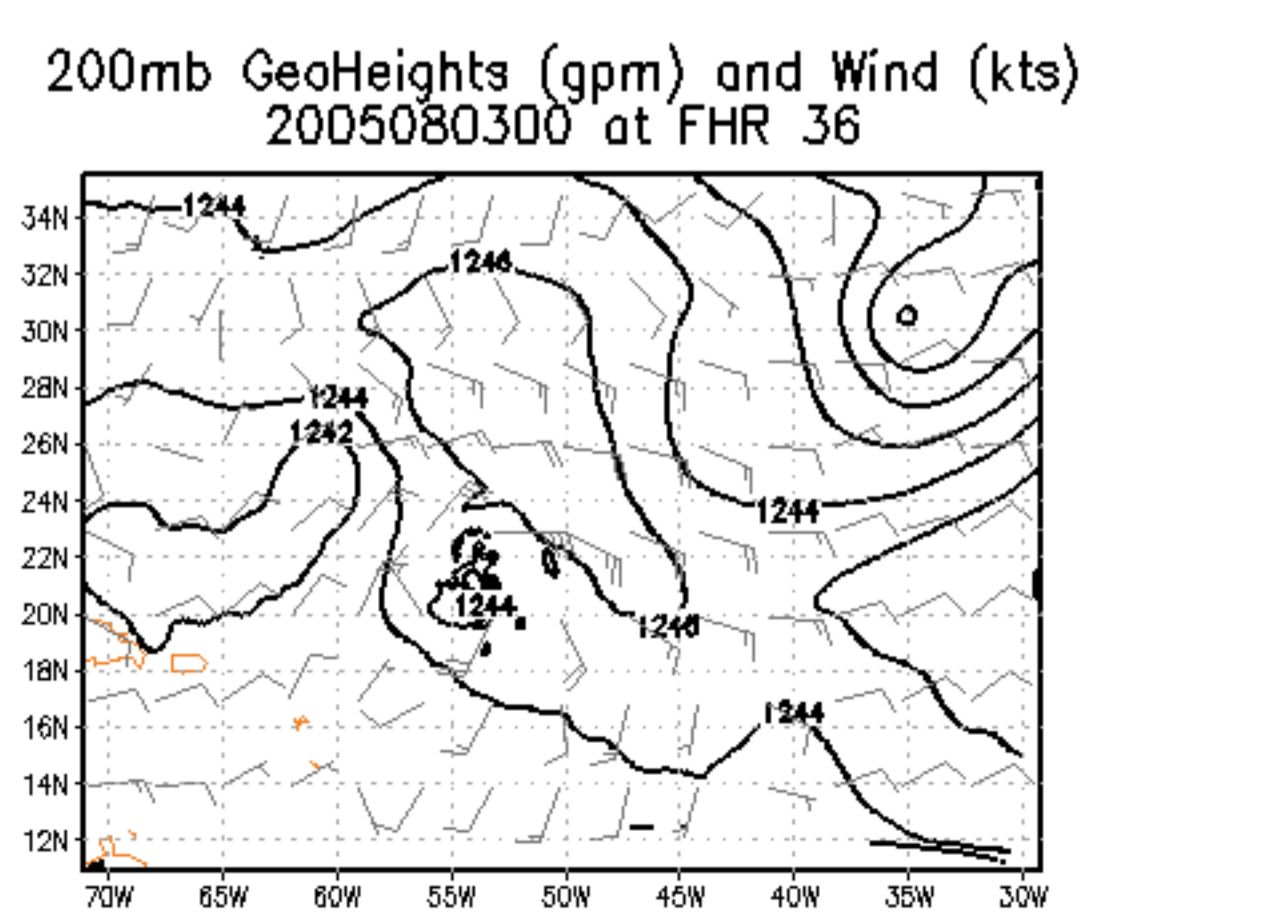 200mb GeoHeights (gpm) and Wind (kts)
2005080300 at FHR 36
1244
1246
1244
1242
1244
1244
1246
1244
34N
32N
30N
28N
26N
24N
22N
20N
18N
16N
14N
12N
70W 65W 60W 55W 50W 45W 40W 35W 30W